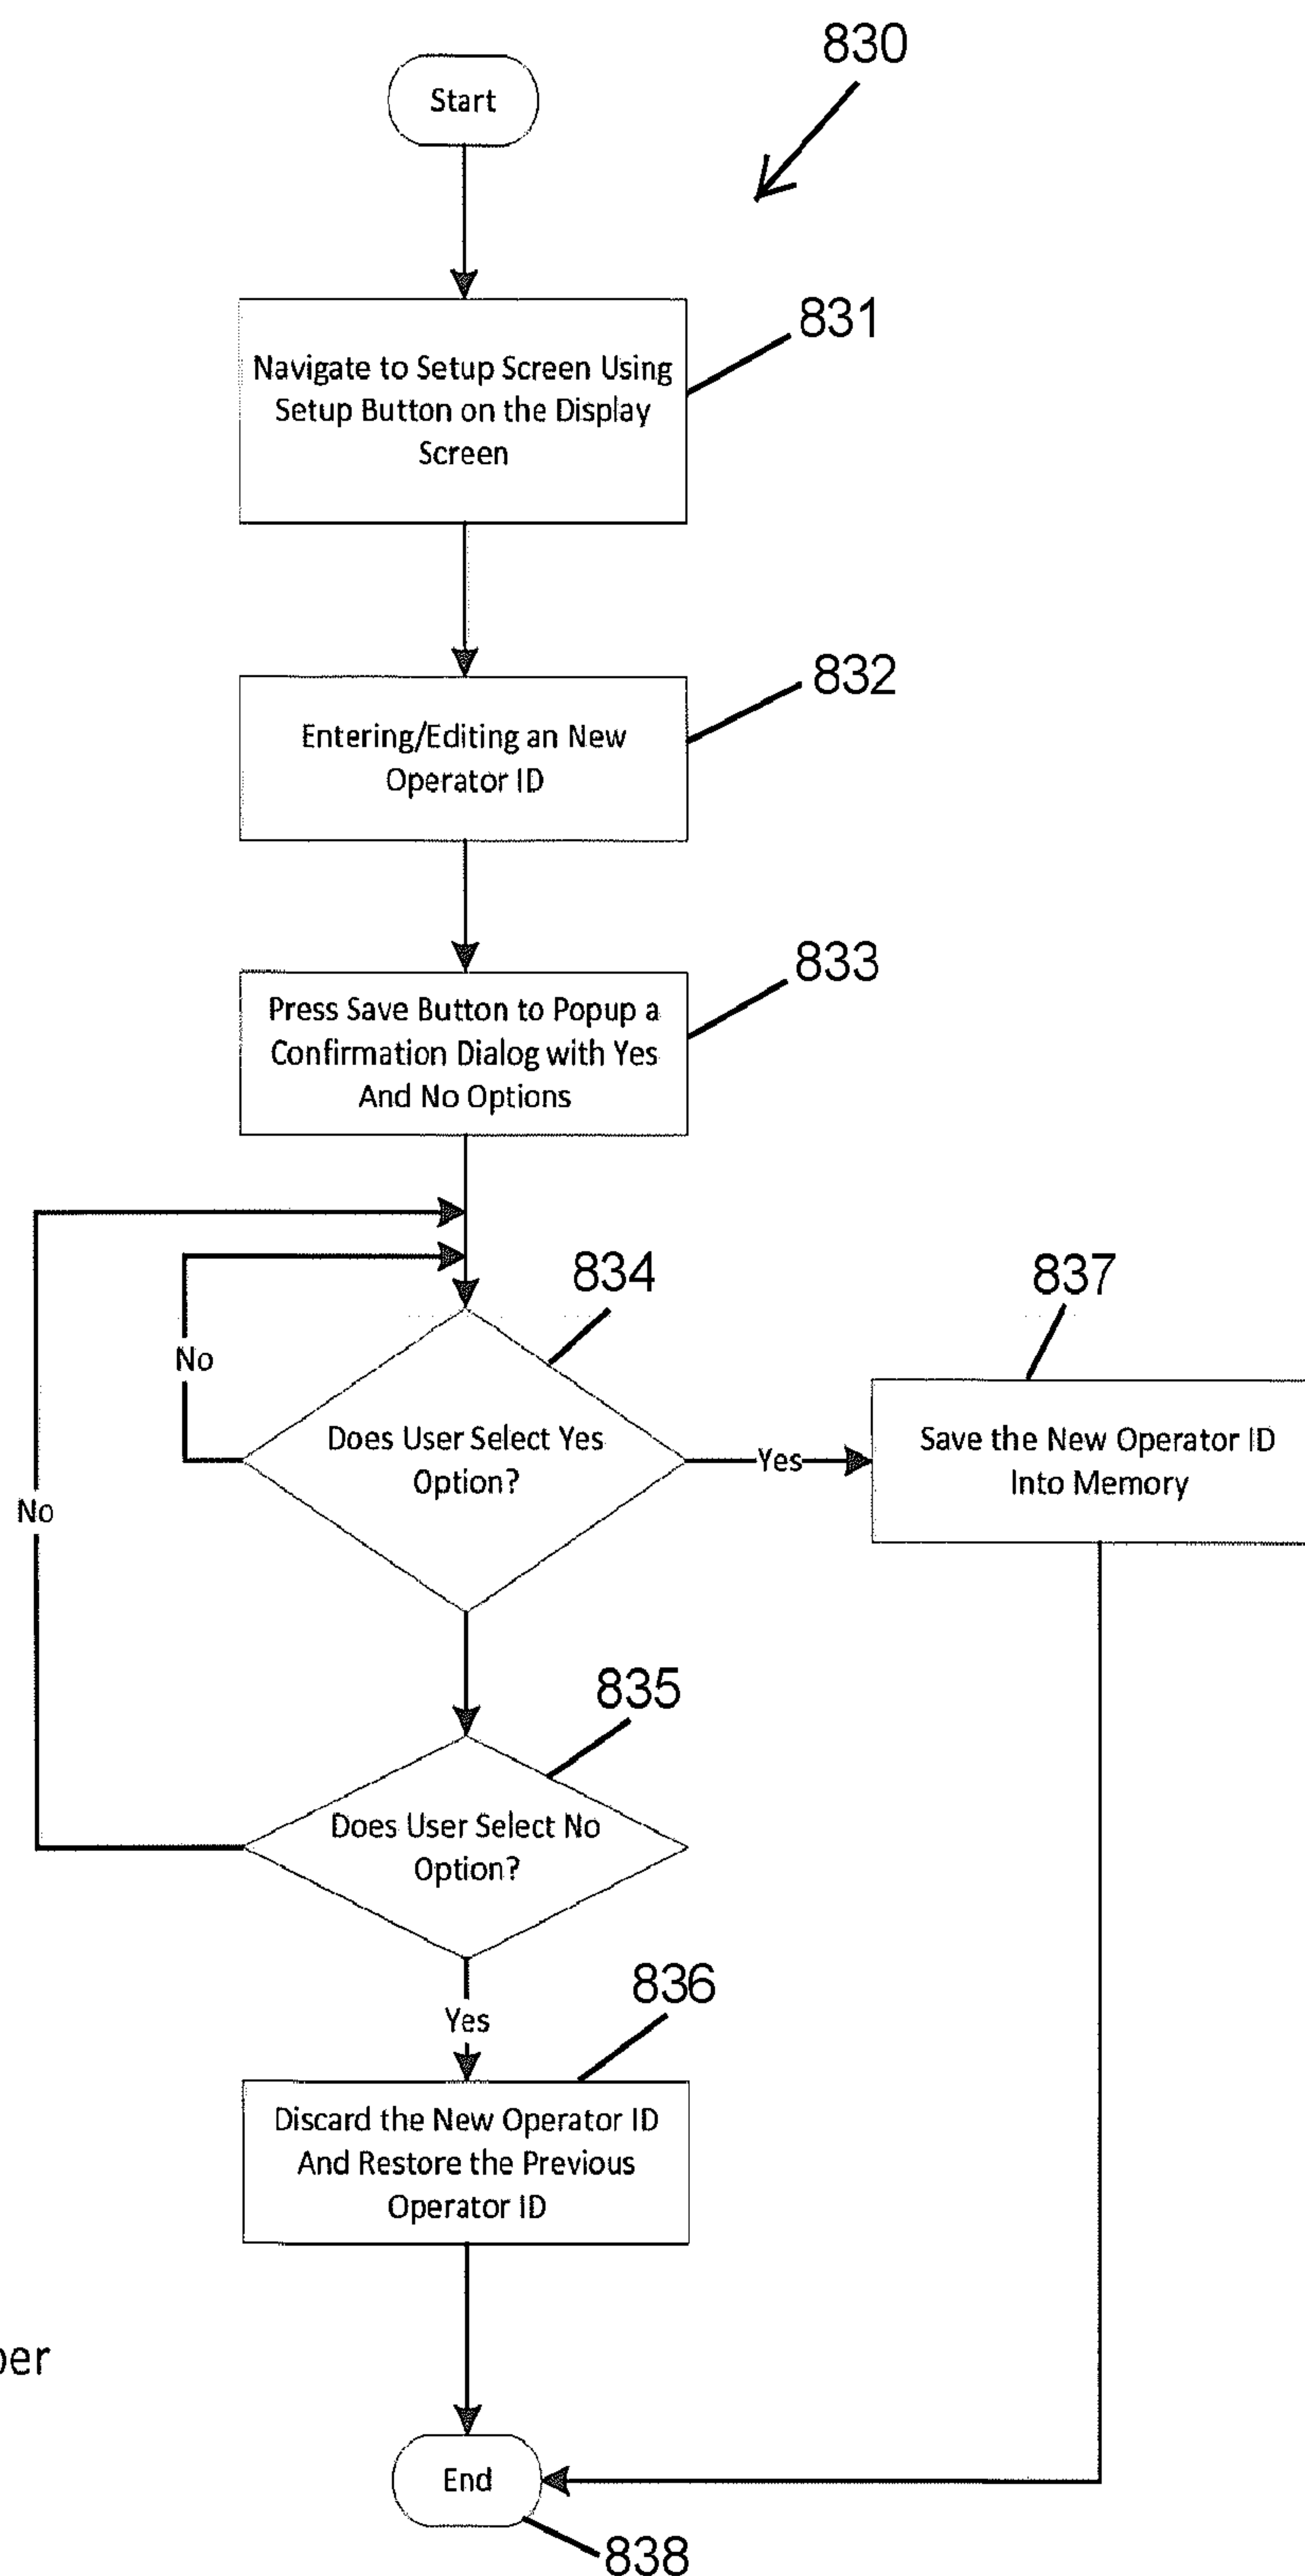 830
Start
831
Navigate to Setup Screen Using
Setup Button on the Display
Screen
832
Entering/Editing an New
Operator ID
833
Press Save Button to Popup a
Confirmation Dialog with Yes
And No Options
834
837
No
Does User Select Yes
Option?
Yes
Save the New Operator ID
Into Memory
No
835
Does User Select No
Option?
836
Yes
Discard the New Operator ID
And Restore the Previous
Operator ID
End
838